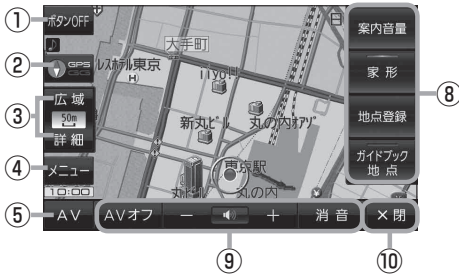 ①
ボタンOFF
案内音量
大手町
②
GPS
レスホテル東京
家形
⑧
③
広域
50m
詳細
新丸ビル
丸の内オアゾ
地点登録
ガイドブック
地点
④
メニュー
東京駅
10:00
丸ビル
丸の内
⑤
AV
AVオフ
−
+
消音
×閉
⑨
⑩